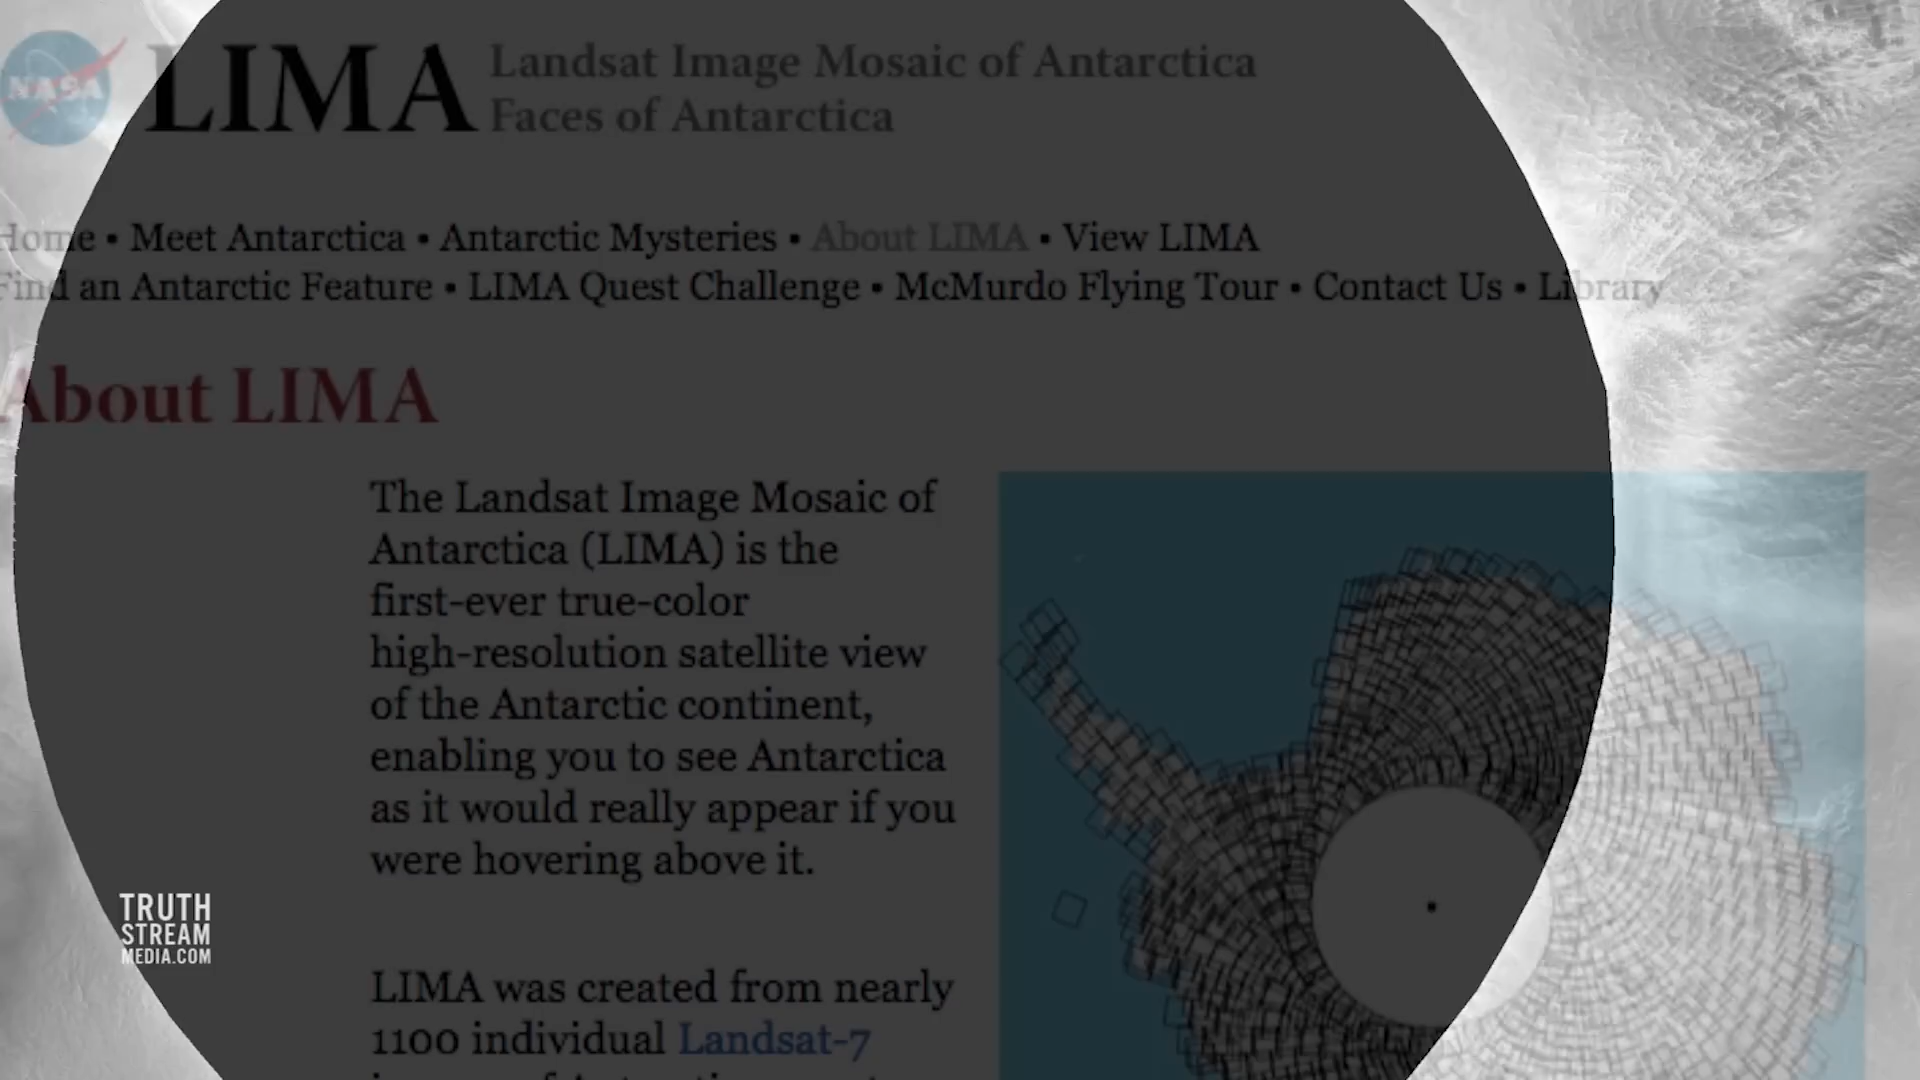 NASA
LIMA
Landsat Image Mosaic of Antarctica
Faces of Antarctica
Home • Meet Antarctica • Antarctic Mysteries • About LIMA • View LIMA
Find an Antarctic Feature • LIMA Quest Challenge • McMurdo Flying Tour • Contact Us • Library
About LIMA
The Landsat Image Mosaic of
Antarctica (LIMA) is the
first-ever true-color
high-resolution satellite view
of the Antarctic continent,
enabling you to see Antarctica
as it would really appear if you
were hovering above it.
LIMA was created from nearly
1100 individual Landsat-7
TRUTH
STREAM
MEDIA.COM